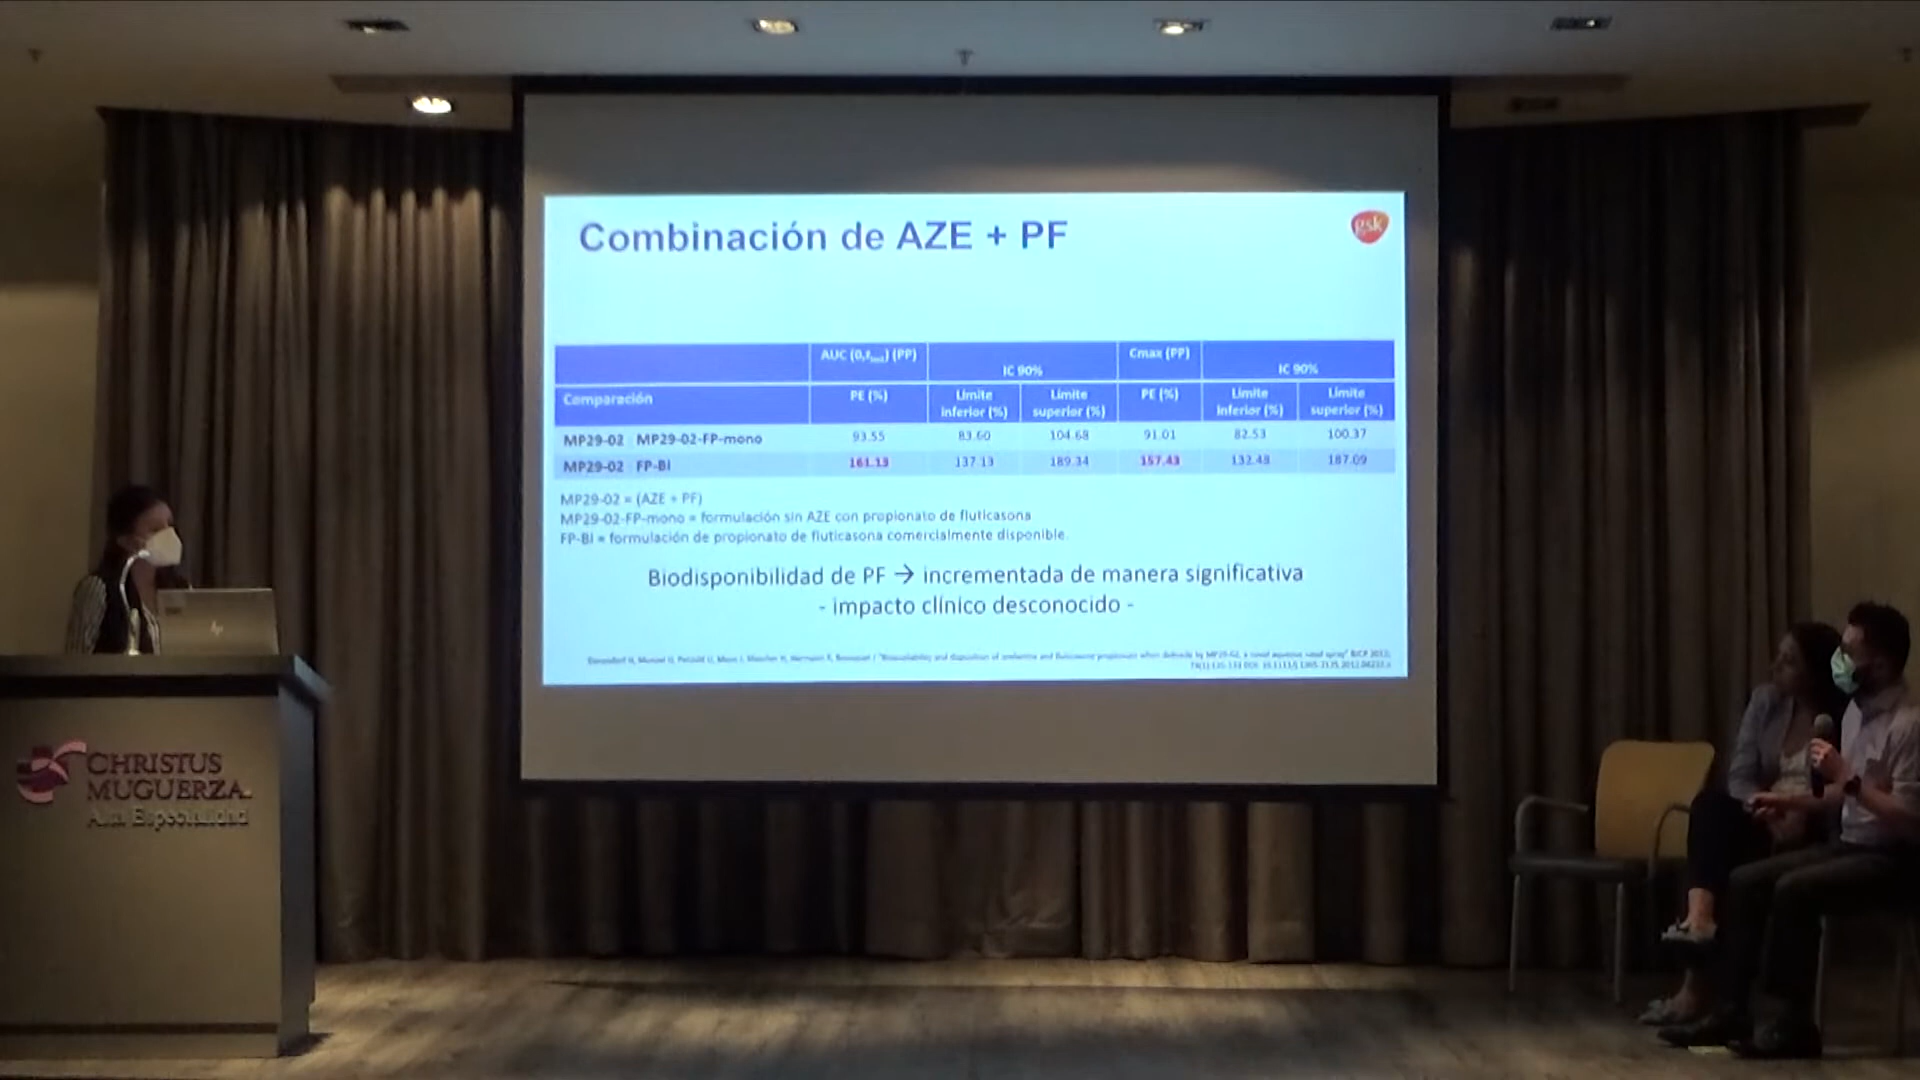 Combinación de AZE + PF
gsk
AUC (0,tlast) (PP) IC 90% Cmax (PP) IC 90%
Comparación PE (%) Límite inferior (%) Límite superior (%) PE (%) Límite inferior (%) Límite superior (%)
MP29-02 MP29-02-FP-mono 93.55 83.60 104.68 91.01 82.53 100.37
MP29-02 FP-BI 161.13 137.13 189.34 157.43 132.48 187.09
MP29-02 = (AZE + PF)
MP29-02-FP-mono = formulación sin AZE con propionato de fluticasona
FP-BI = formulación de propionato de fluticasona comercialmente disponible.
Biodisponibilidad de PF → incrementada de manera significativa
- impacto clínico desconocido -
hp
CHRISTUS
MUGUERZA.
Alta Especialidad